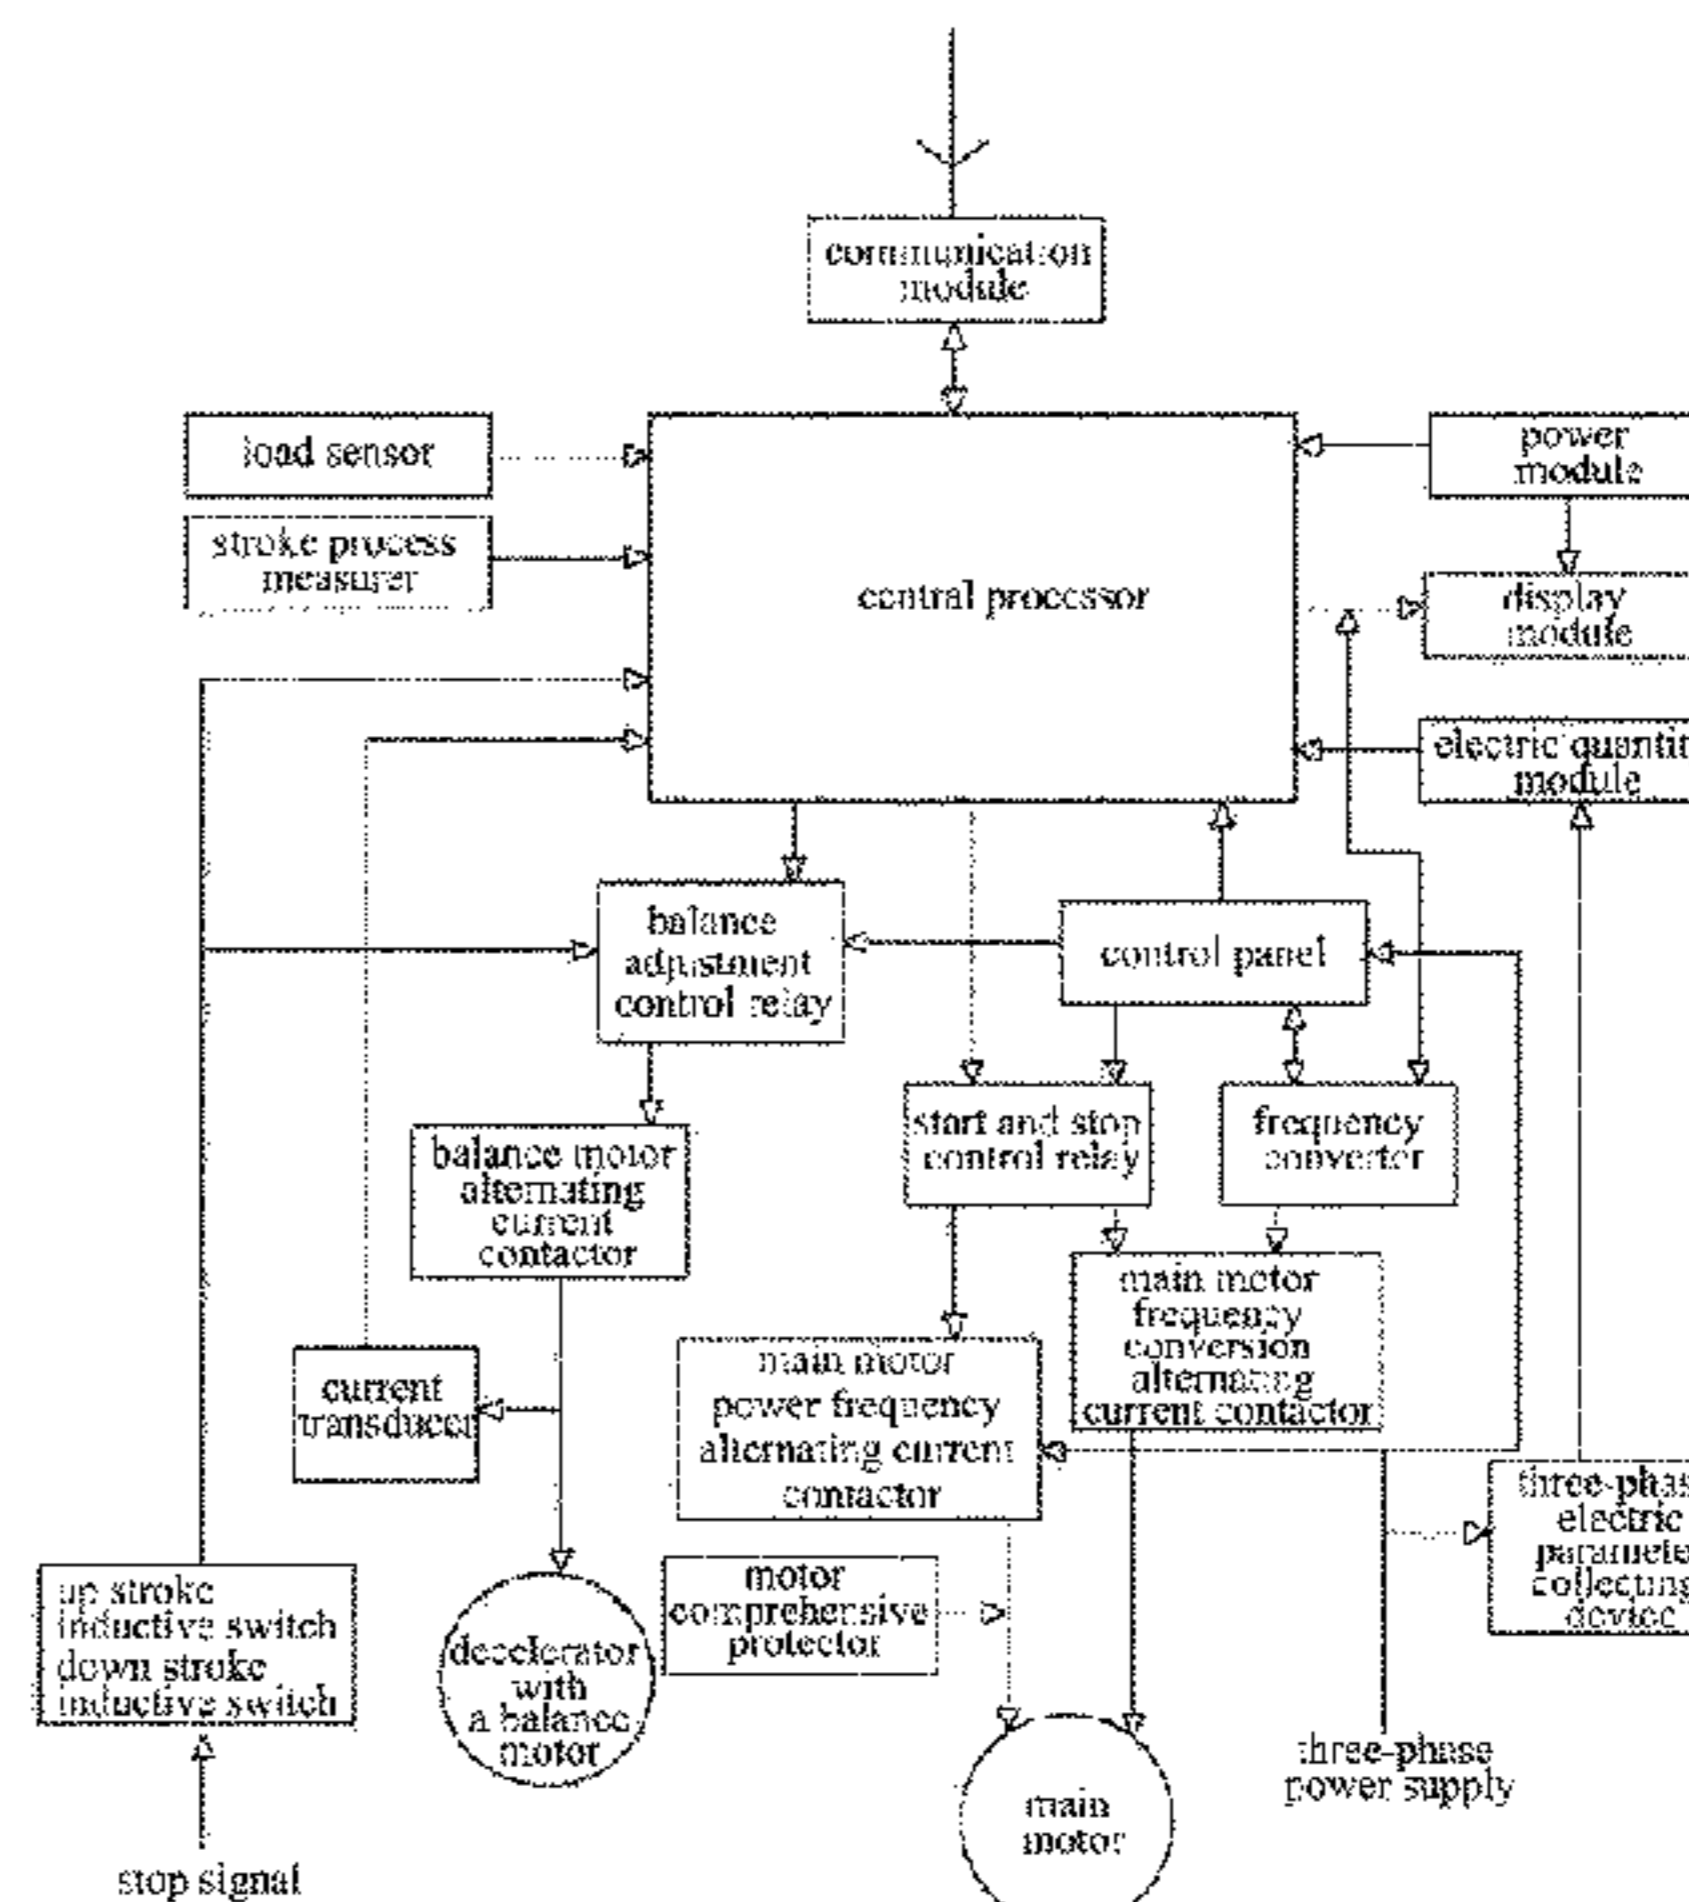 communication
module
load sensor
power
module
stroke process
measurer
central processor
display
module
electric quantit
module
balance
adjustment
control relay
control panel
start and stop
control relay
frequency
converter
balance motor
alternating
current
contactor
main motor
frequency
conversion
alternating
current contactor
current
transducer
main motor
power frequency
alternating current
contactor
three-phas
electric
paramete
collecting
device
up stroke
inductive switch
down stroke
inductive switch
decelerator
with
a balance
motor
motor
comprehensive
protector
three-phase
power supply
main
motor
stop signal